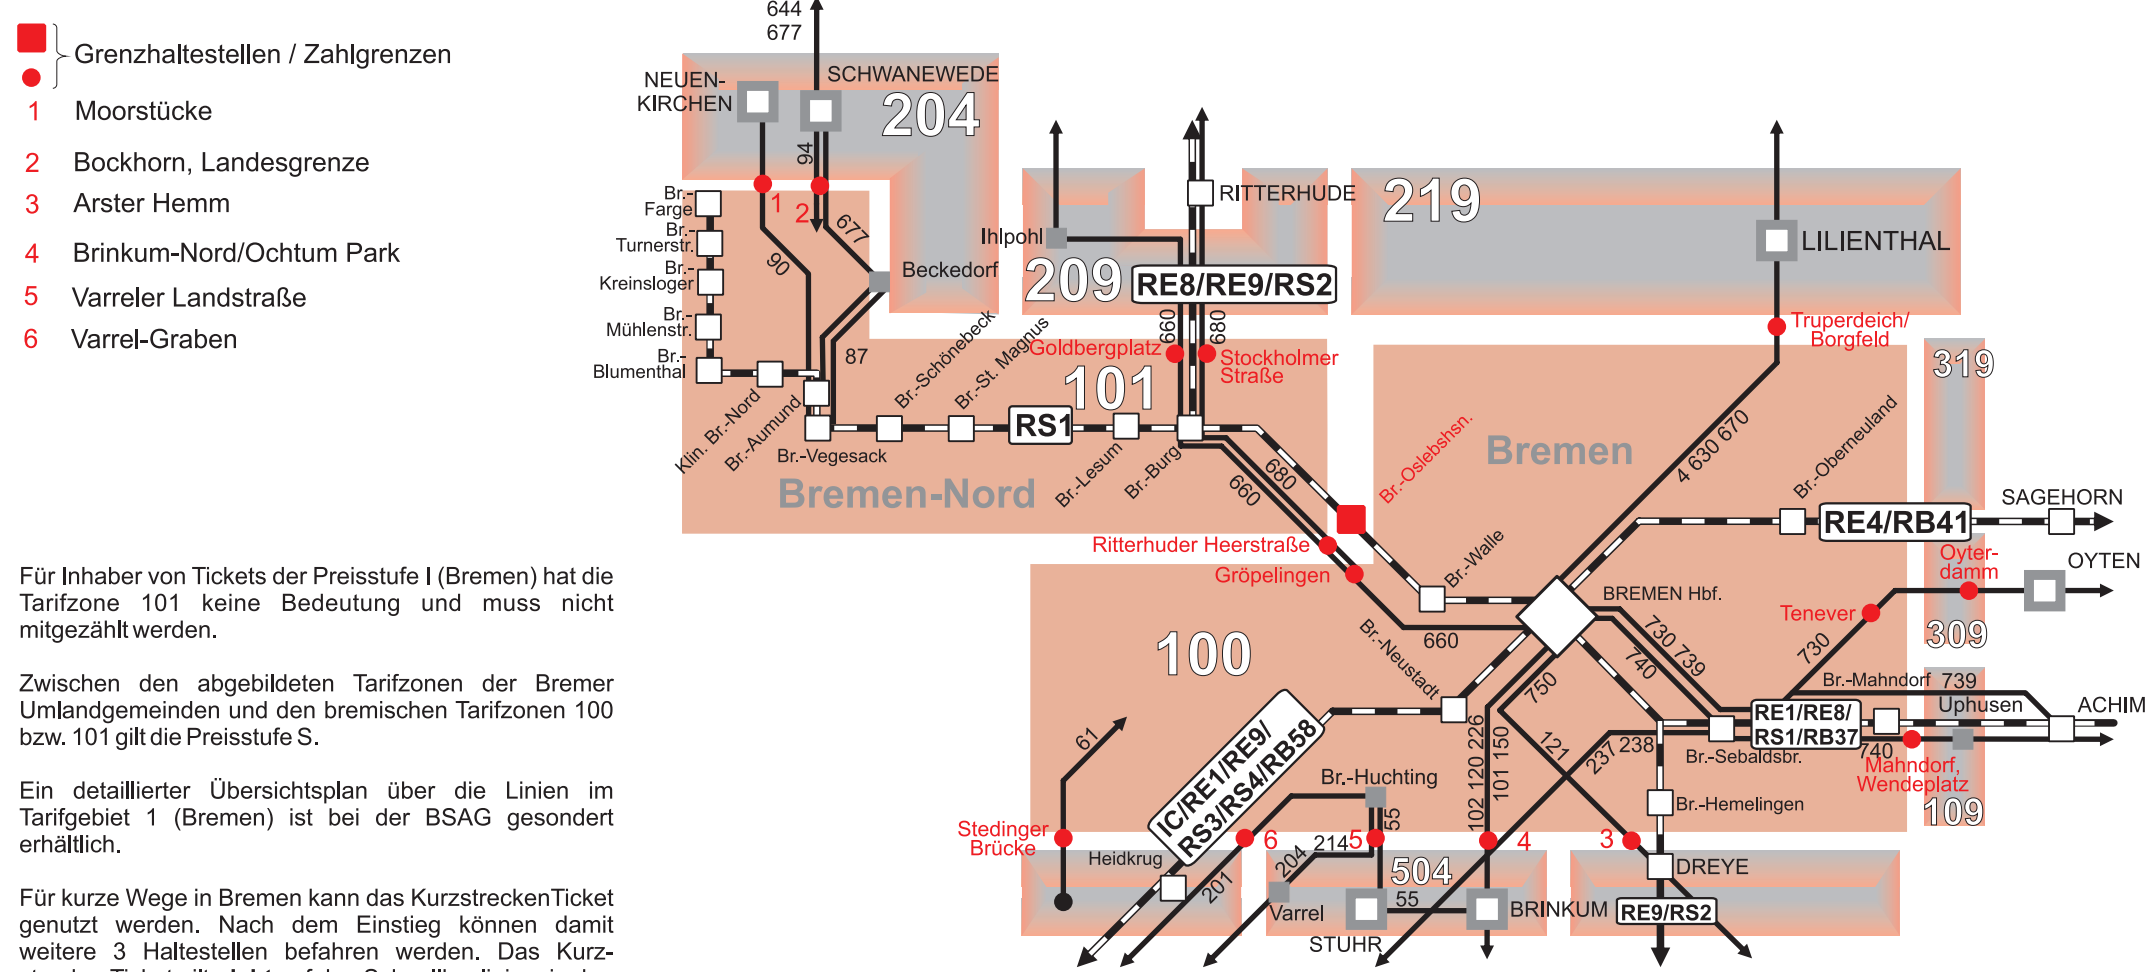 Grenzhaltestellen / Zahlgrenzen
1 Moorstücke
2 Bockhorn, Landesgrenze
3 Arster Hemm
4 Brinkum-Nord/Ochtum Park
5 Varreler Landstraße
6 Varrel-Graben
Für Inhaber von Tickets der Preisstufe I (Bremen) hat die
Tarifzone 101 keine Bedeutung und muss nicht
mitgezählt werden.
Zwischen den abgebildeten Tarifzonen der Bremer
Umlandgemeinden und den bremischen Tarifzonen 100
bzw. 101 gilt die Preisstufe S.
Ein detaillierter Übersichtsplan über die Linien im
Tarifgebiet 1 (Bremen) ist bei der BSAG gesondert
erhältlich.
Für kurze Wege in Bremen kann das KurzstreckenTicket
genutzt werden. Nach dem Einstieg können damit
weitere 3 Haltestellen befahren werden. Das Kurz-
644
677
NEUEN-
KIRCHEN
SCHWANEWEDE
204
94
1
2
677
90
87
Beckedorf
Br.-
Farge
Br.-
Turnerstr.
Br.-
Kreinsloger
Br.-
Mühlenstr.
Br.-
Blumenthal
Klin. Br.-Nord
Br.-Aumund
Br.-Vegesack
Br.-Schönebeck
Br.-St. Magnus
RS1
Br.-Lesum
Br.-Burg
Bremen-Nord
101
Ihlpohl
209
RITTERHUDE
RE8/RE9/RS2
660
680
Goldbergplatz
Stockholmer
Straße
219
LILIENTHAL
Truperdeich/
Borgfeld
319
Bremen
4 630 670
680
660
Br.-Oslebshsn.
Ritterhuder Heerstraße
Gröpelingen
Br.-Walle
Br.-Oberneuland
RE4/RB41
SAGEHORN
Oyter-
damm
OYTEN
BREMEN Hbf.
Tenever
309
100
660
Br.-Neustadt
730 739
740
750
730
Br.-Mahndorf
739
Uphusen
ACHIM
RE1/RE8/
RS1/RB37
740
Br.-Sebaldsbr.
Mahndorf,
Wendeplatz
109
61
IC/RE1/RE9/
RS3/RS4/RB58
Br.-Huchting
55
102 120 226
101 150
121
237 238
Br.-Hemelingen
Stedinger
Brücke
Heidkrug
6
201
204
214
5
504
4
3
DREYE
55
Varrel
STUHR
BRINKUM
RE9/RS2